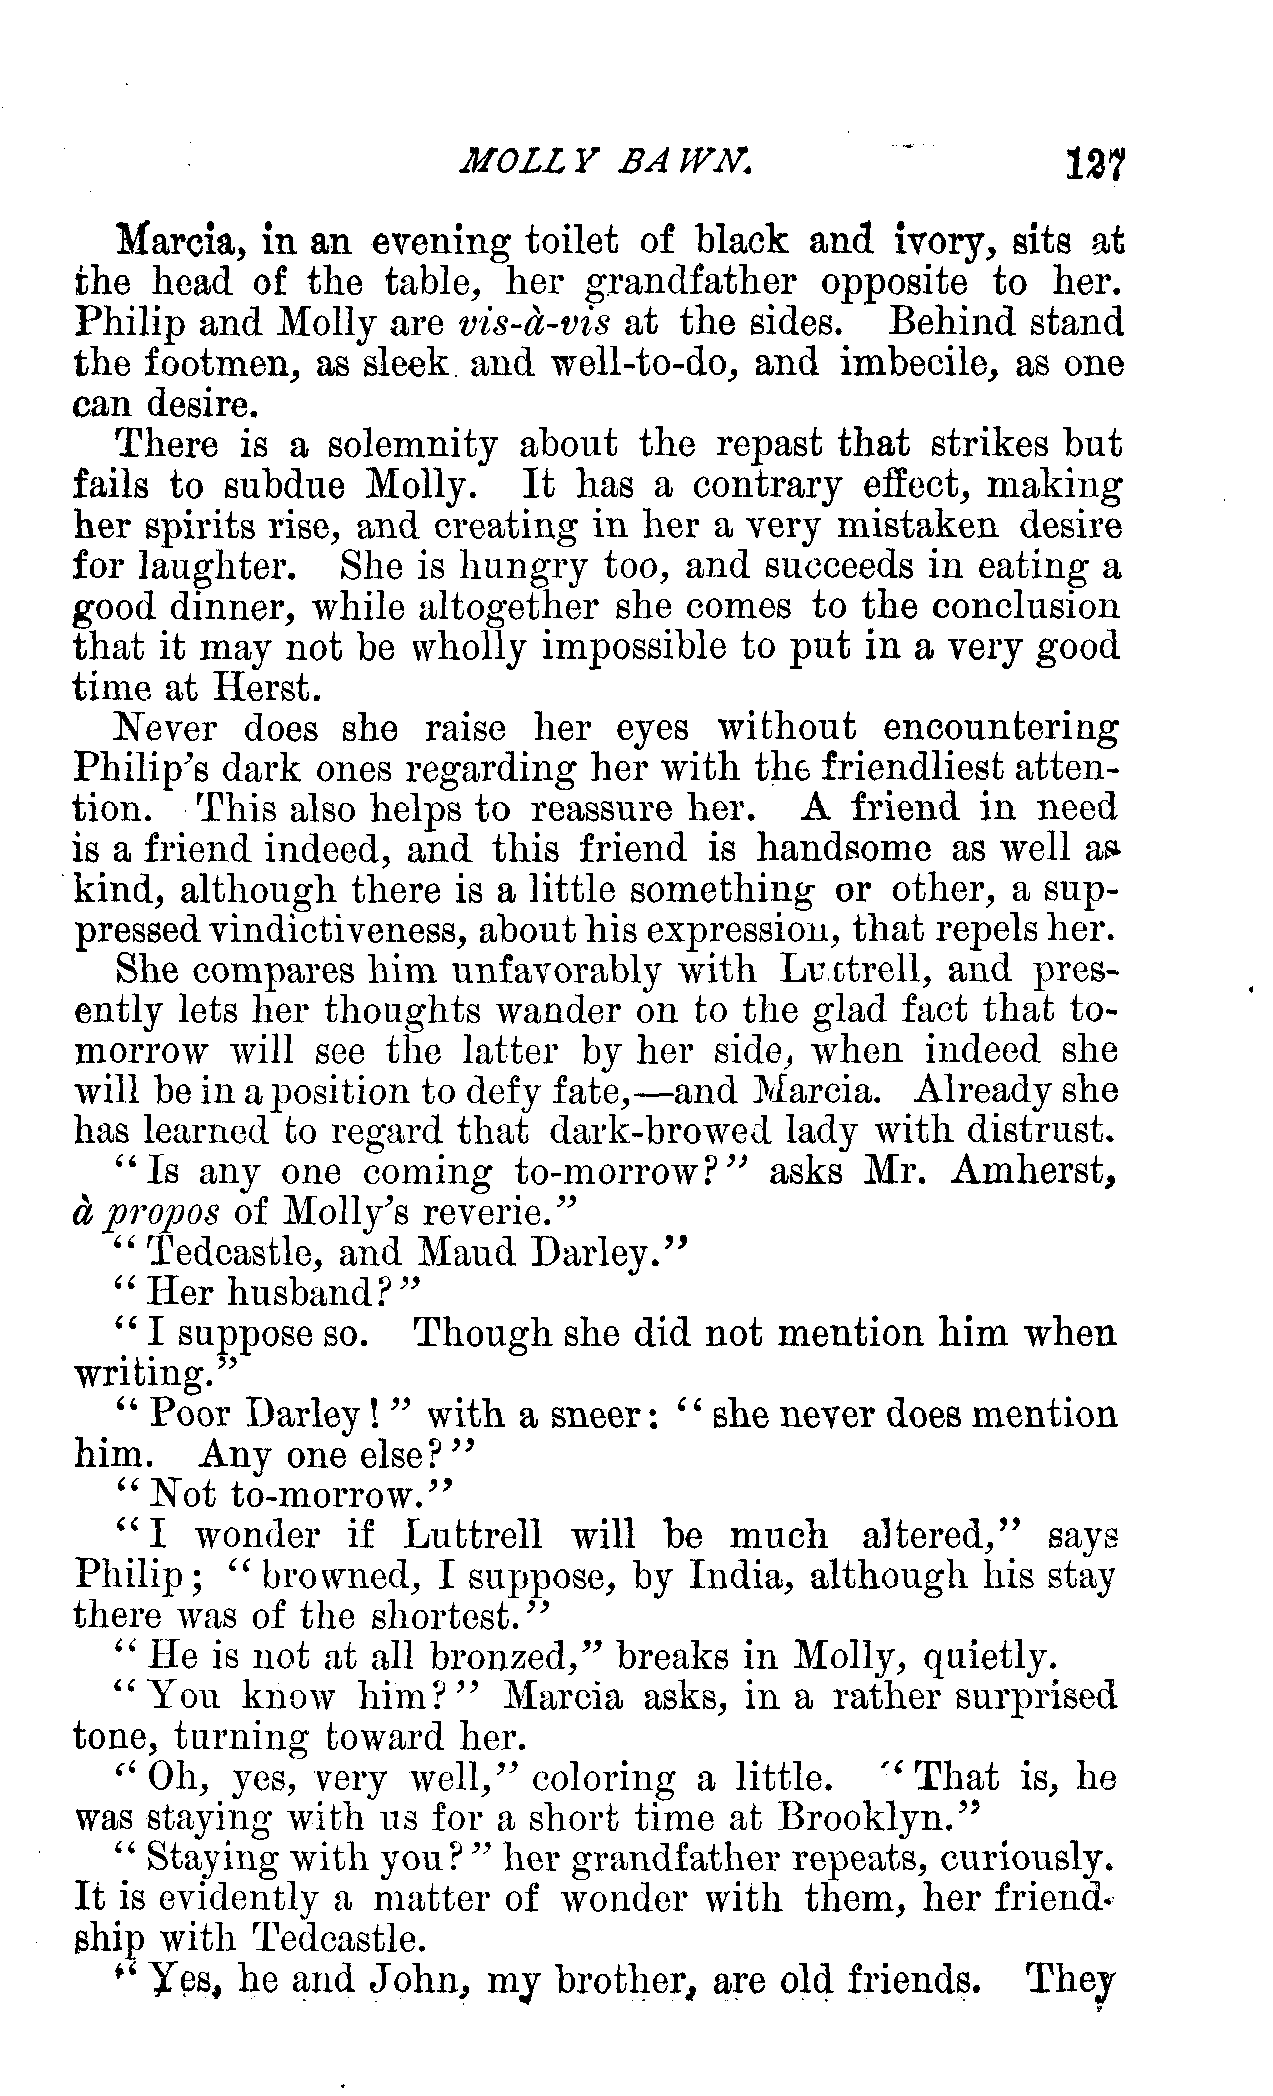 MOLLY BAWN. 127
Marcia, in an evening toilet of black and ivory, sits at
the head of the table, her grandfather opposite to her.
Philip and Molly are vis-à-vis at the sides. Behind stand
the footmen, as sleek and well-to-do, and imbecile, as one
can desire.
There is a solemnity about the repast that strikes but
fails to subdue Molly. It has a contrary effect, making
her spirits rise, and creating in her a very mistaken desire
for laughter. She is hungry too, and succeeds in eating a
good dinner, while altogether she comes to the conclusion
that it may not be wholly impossible to put in a very good
time at Herst.
Never does she raise her eyes without encountering
Philip's dark ones regarding her with the friendliest atten-
tion. This also helps to reassure her. A friend in need
is a friend indeed, and this friend is handsome as well as
kind, although there is a little something or other, a sup-
pressed vindictiveness, about his expression, that repels her.
She compares him unfavorably with Luttrell, and pres-
ently lets her thoughts wander on to the glad fact that to-
morrow will see the latter by her side, when indeed she
will be in a position to defy fate,—and Marcia. Already she
has learned to regard that dark-browed lady with distrust.
"Is any one coming to-morrow?" asks Mr. Amherst,
à propos of Molly's reverie."
"Tedcastle, and Maud Darley."
"Her husband?"
"I suppose so. Though she did not mention him when
writing."
"Poor Darley!" with a sneer: "she never does mention
him. Any one else?"
"Not to-morrow."
"I wonder if Luttrell will be much altered," says
Philip; "browned, I suppose, by India, although his stay
there was of the shortest."
"He is not at all bronzed," breaks in Molly, quietly.
"You know him?" Marcia asks, in a rather surprised
tone, turning toward her.
"Oh, yes, very well," coloring a little. "That is, he
was staying with us for a short time at Brooklyn."
"Staying with you?" her grandfather repeats, curiously.
It is evidently a matter of wonder with them, her friend-
ship with Tedcastle.
"Yes, he and John, my brother, are old friends. They